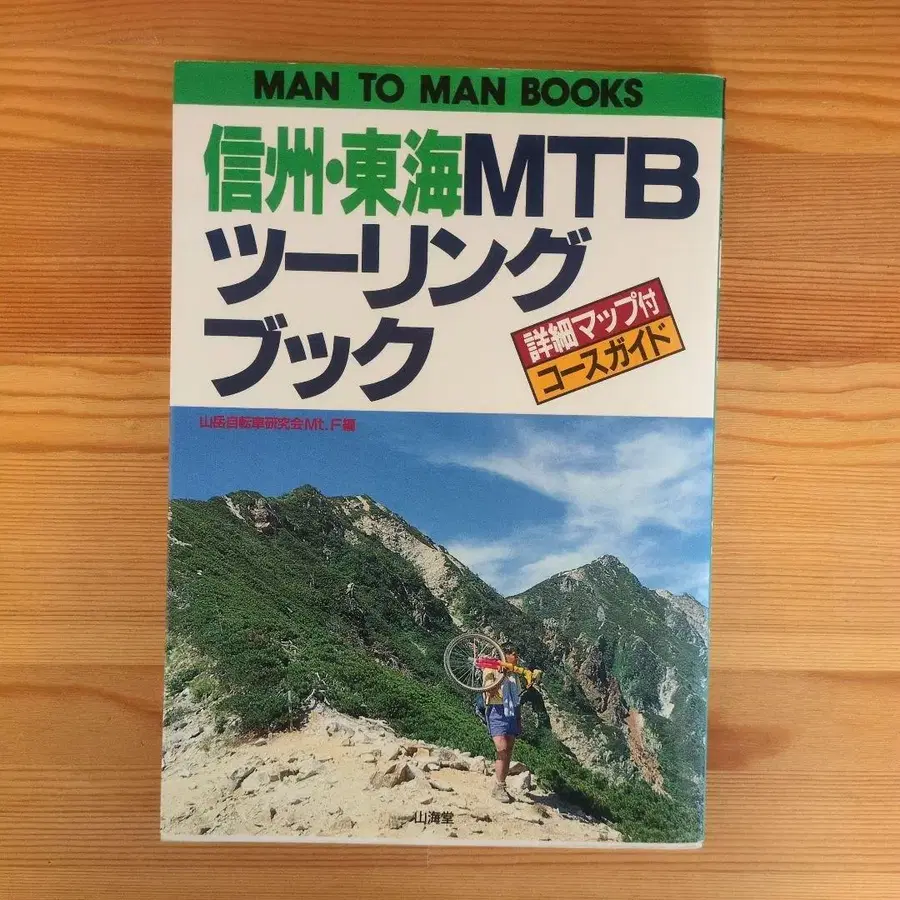 MAN TO MAN BOOKS
信州・東海MTB
ツーリング
ブック
詳細マップ付
コースガイド
山岳自転車研究会Mt.F編
山海堂